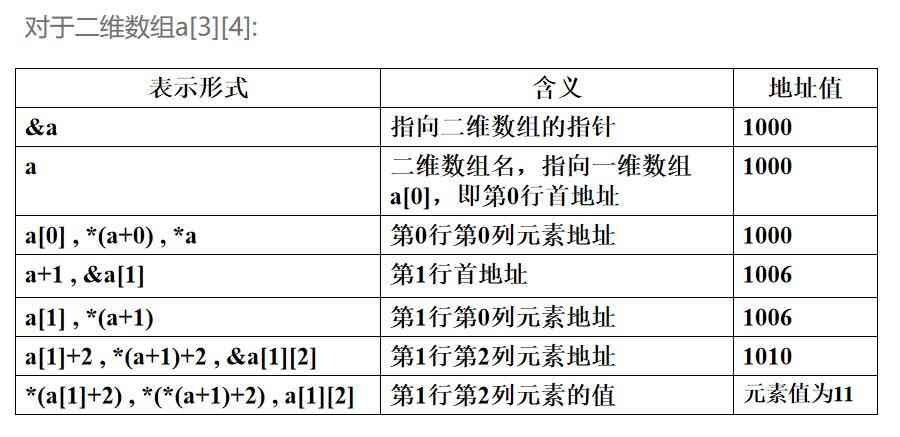 对于二维数组a[3][4]:
表示形式 含义 地址值
&a 指向二维数组的指针 1000
a 二维数组名，指向一维数组 1000
a[0]，即第0行首地址
a[0] , *(a+0) , *a 第0行第0列元素地址 1000
a+1 , &a[1] 第1行首地址 1006
a[1] , *(a+1) 第1行第0列元素地址 1006
a[1]+2 , *(a+1)+2 , &a[1][2] 第1行第2列元素地址 1010
*(a[1]+2) , *(*(a+1)+2) , a[1][2] 第1行第2列元素的值 元素值为11